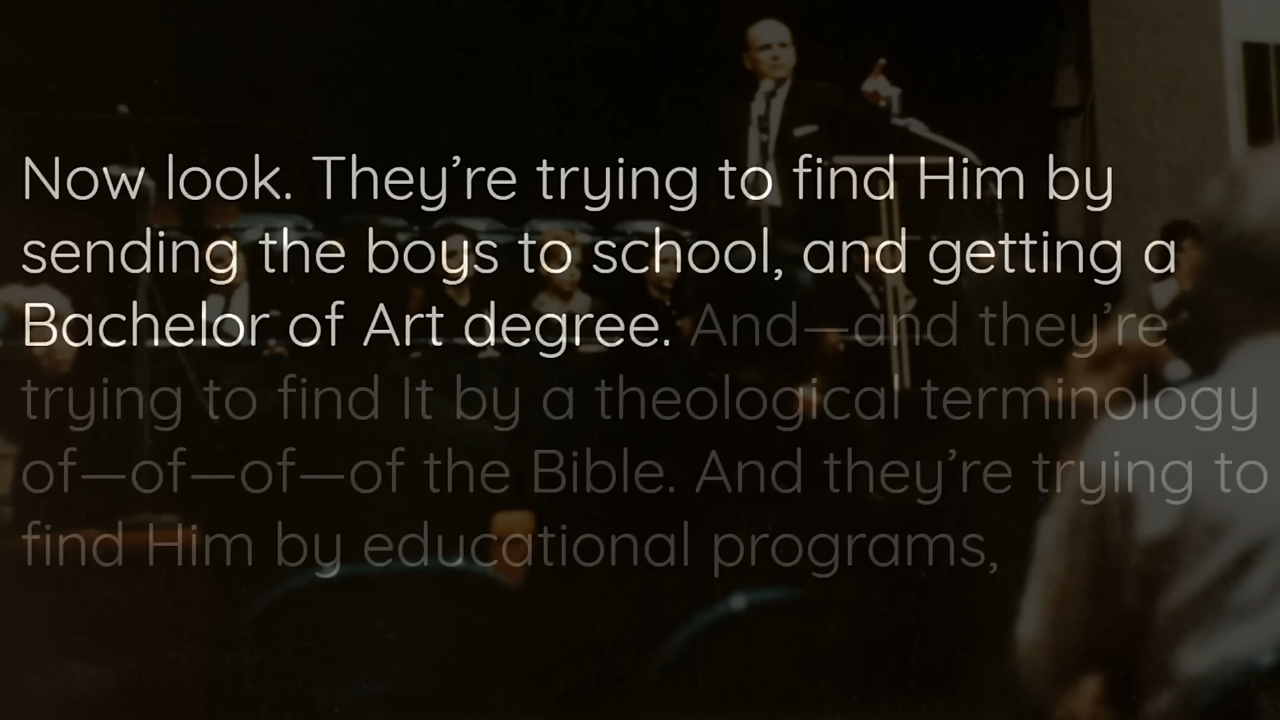 Now look. They’re trying to find Him by
sending the boys to school, and getting a
Bachelor of Art degree. And—and they’re
trying to find It by a theological terminology
of—of—of—of the Bible. And they’re trying to
find Him by educational programs,